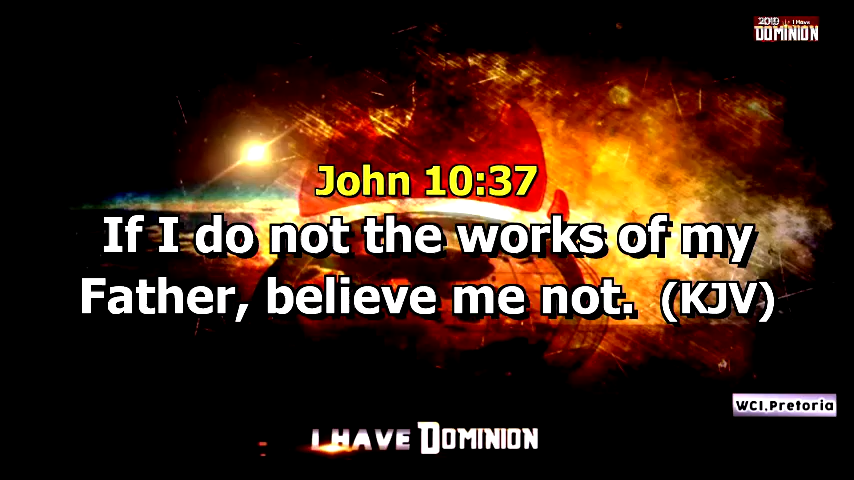 2019 I Have
DOMINION
John 10:37
If I do not the works of my
Father, believe me not. (KJV)
WCI.Pretoria
I HAVE DOMINION